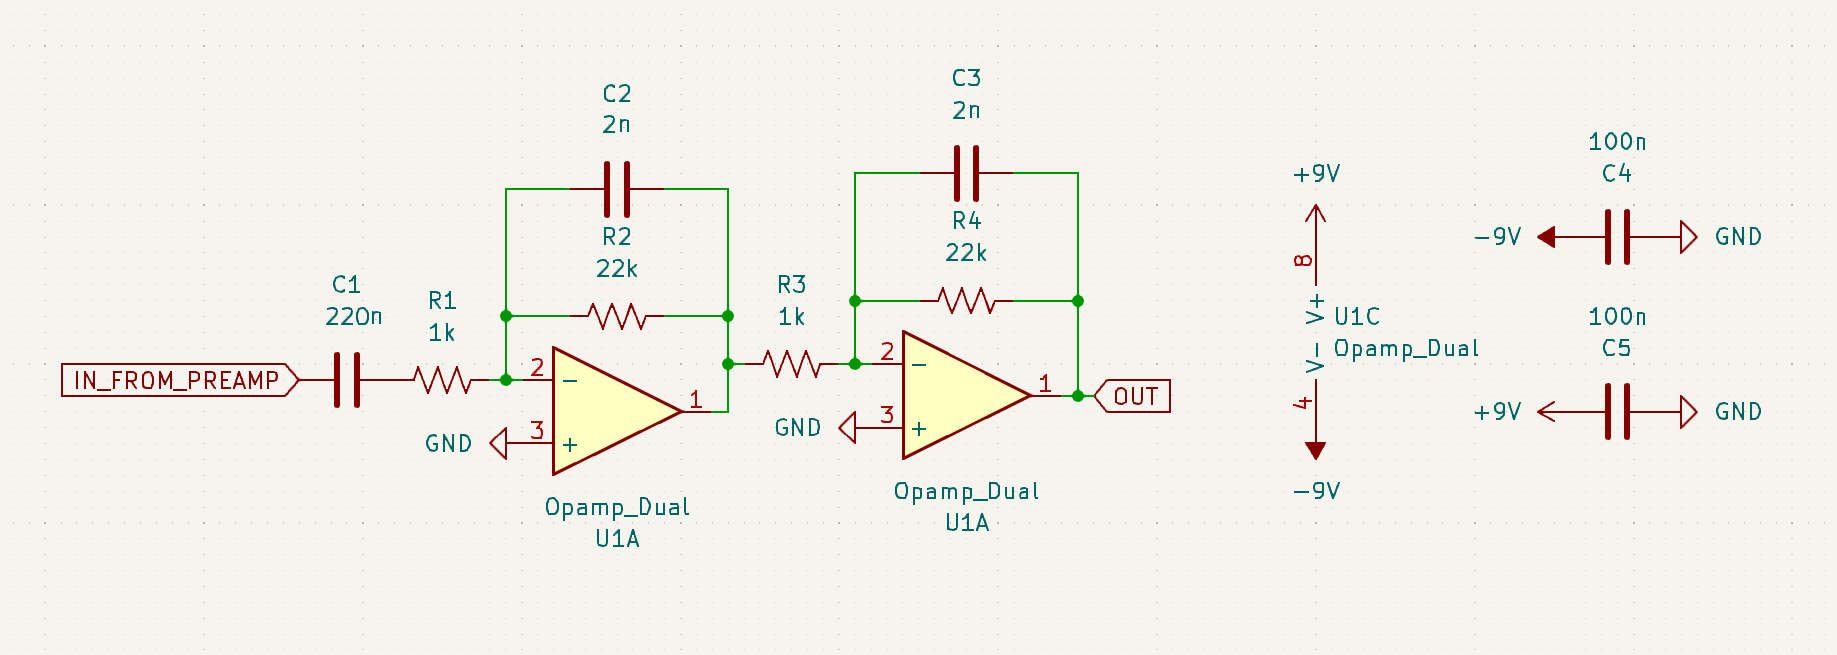 C2
2n
R2
22k
C3
2n
R4
22k
C1
220n
R1
1k
IN_FROM_PREAMP
2
−
3
+
1
GND
Opamp_Dual
U1A
R3
1k
2
−
3
+
1
GND
Opamp_Dual
U1A
OUT
+9V
8
V+
U1C
Opamp_Dual
V−
4
−9V
100n
C4
−9V
GND
100n
C5
+9V
GND